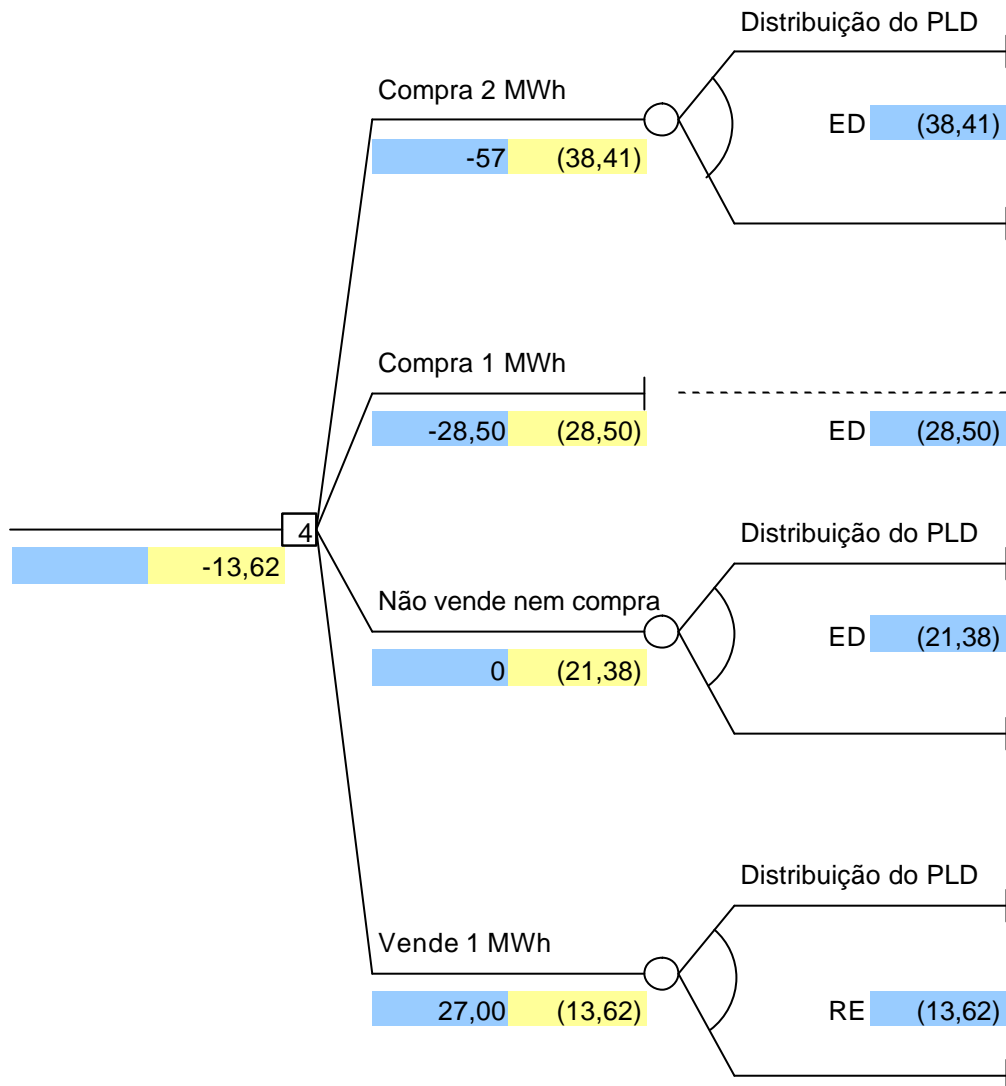 Distribuição do PLD
Compra 2 MWh
ED (38,41)
-57 (38,41)
Compra 1 MWh
-28,50 (28,50) ED (28,50)
4
Distribuição do PLD
-13,62
Não vende nem compra
ED (21,38)
0 (21,38)
Distribuição do PLD
Vende 1 MWh
27,00 (13,62) RE (13,62)